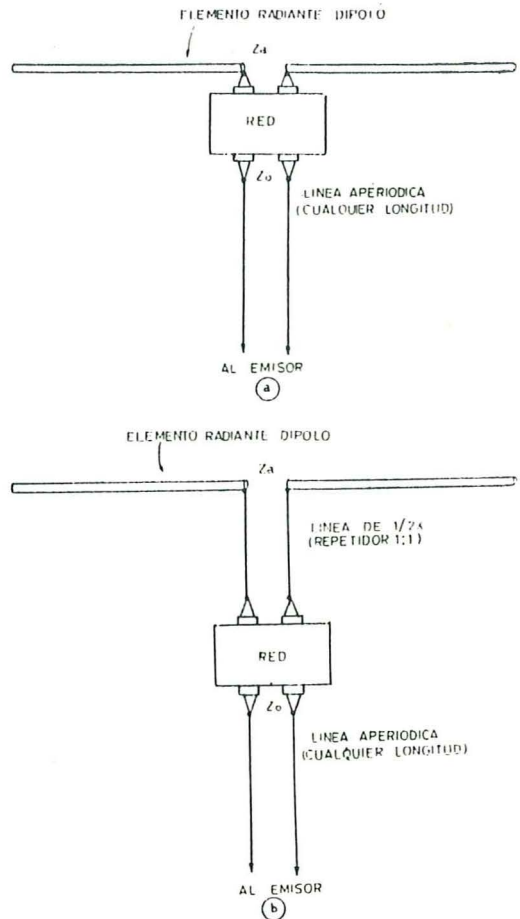 ELEMENTO RADIANTE DIPOLO
Za
RED
Zo
LINEA APERIODICA
(CUALQUIER LONGITUD)
AL EMISOR
a
ELEMENTO RADIANTE DIPOLO
Za
LINEA DE 1/2λ
(REPETIDOR 1:1)
RED
Zo
LINEA APERIODICA
(CUALQUIER LONGITUD)
AL EMISOR
b